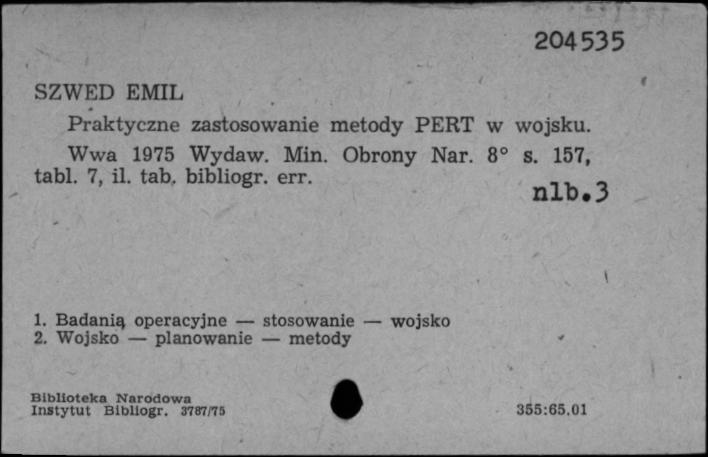 204535
SZWED EMIL
Praktyczne zastosowanie metody PERT w wojsku.
Wwa 1975 Wydaw. Min. Obrony Nar. 8° s. 157,
tabl. 7, il. tab. bibliogr. err.
nlb.3
1. Badanią operacyjne — stosowanie — wojsko
2. Wojsko — planowanie — metody
Biblioteka Narodowa
Instytut Bibliogr. 3787/75
355:65.01